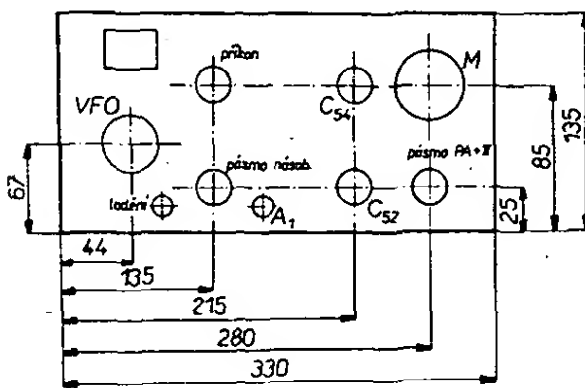 příkon
M
VFO
C54
pásmo násob.
pásmo PA+π
ladění
A1
C52
67
135
85
25
44
135
215
280
330